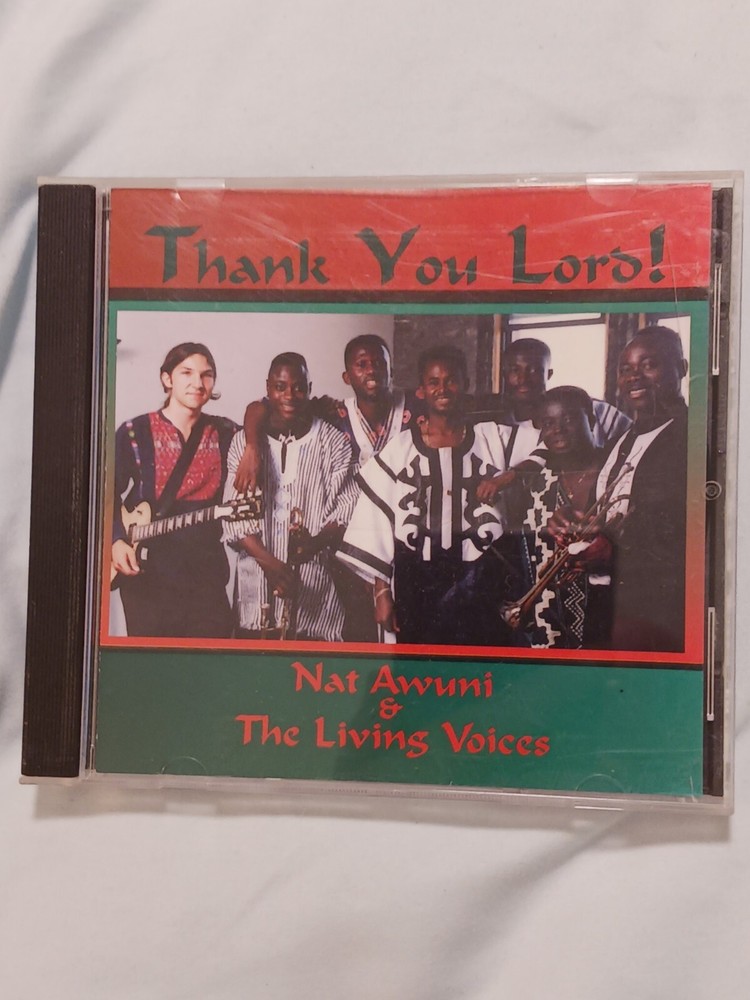 Thank You Lord!
Nat Awuni
&
The Living Voices